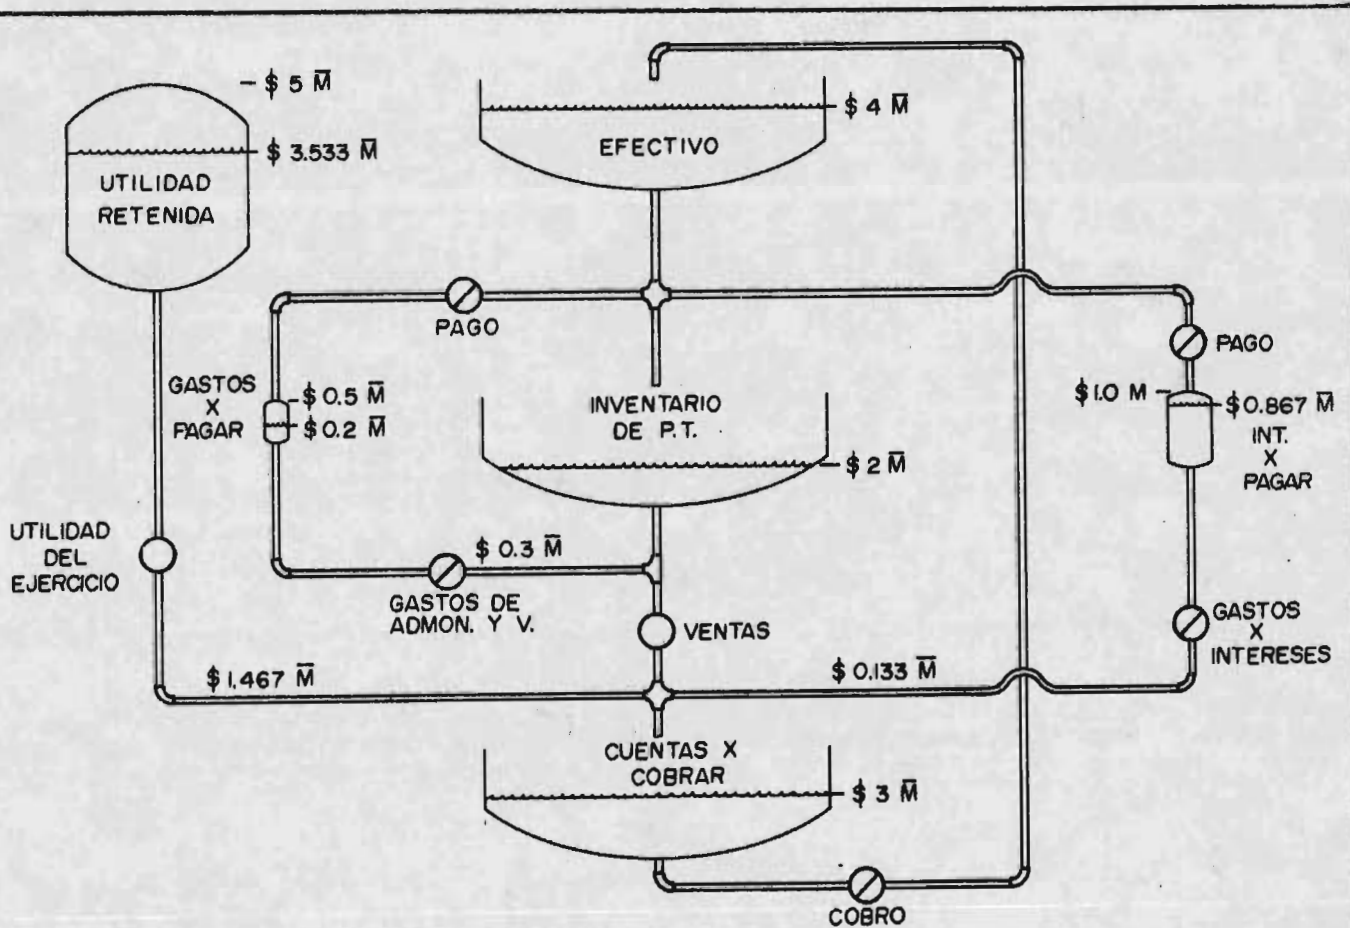 $ 5 M̅
$ 4 M̅
$ 3.533 M̅
EFECTIVO
UTILIDAD
RETENIDA
PAGO
PAGO
GASTOS
X
PAGAR
$ 0.5 M̅
$ 0.2 M̅
INVENTARIO
DE P.T.
$ 1.0 M
$ 0.867 M̅
INT.
X
PAGAR
$ 2 M̅
UTILIDAD
DEL
EJERCICIO
$ 0.3 M̅
GASTOS DE
ADMON. Y V.
VENTAS
GASTOS
X
INTERESES
$ 1.467 M̅
$ 0.133 M̅
CUENTAS X
COBRAR
$ 3 M̅
COBRO